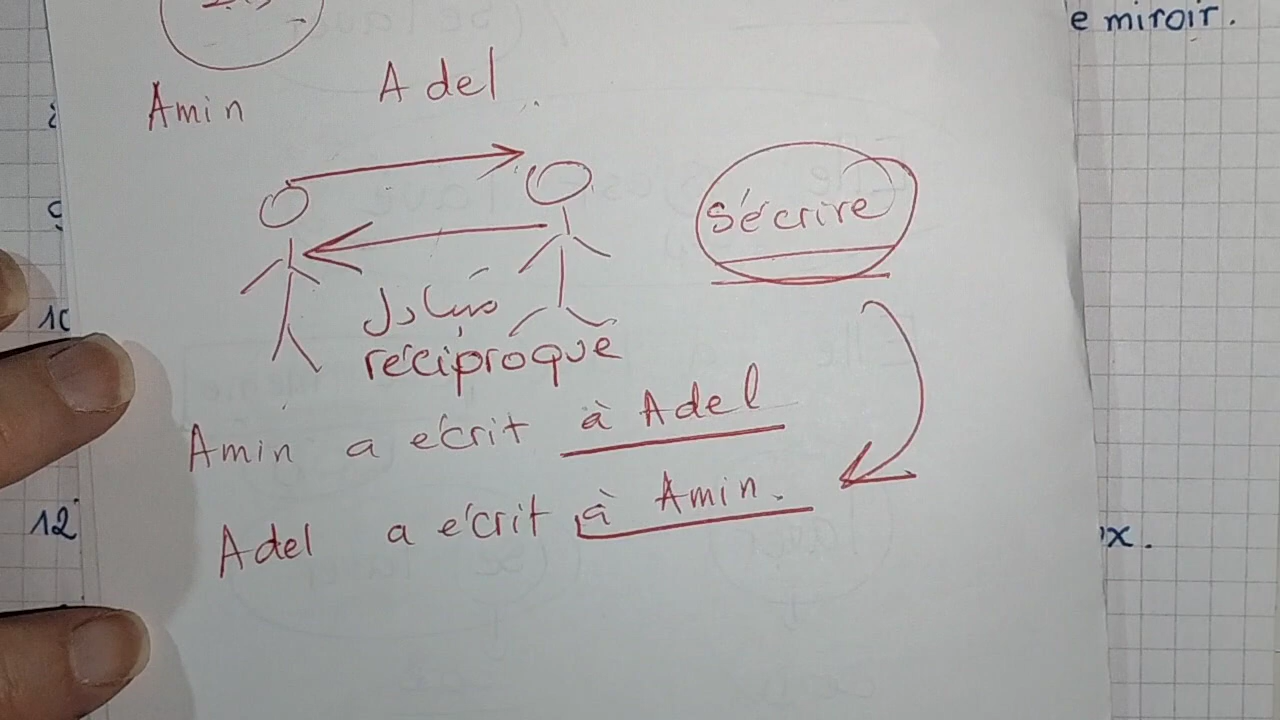 e miroir.
Amin
Adel.
s'écrire
متبادل
réciproque
10
Amin a écrit à Adel
Adel a écrit à Amin.
12
x.